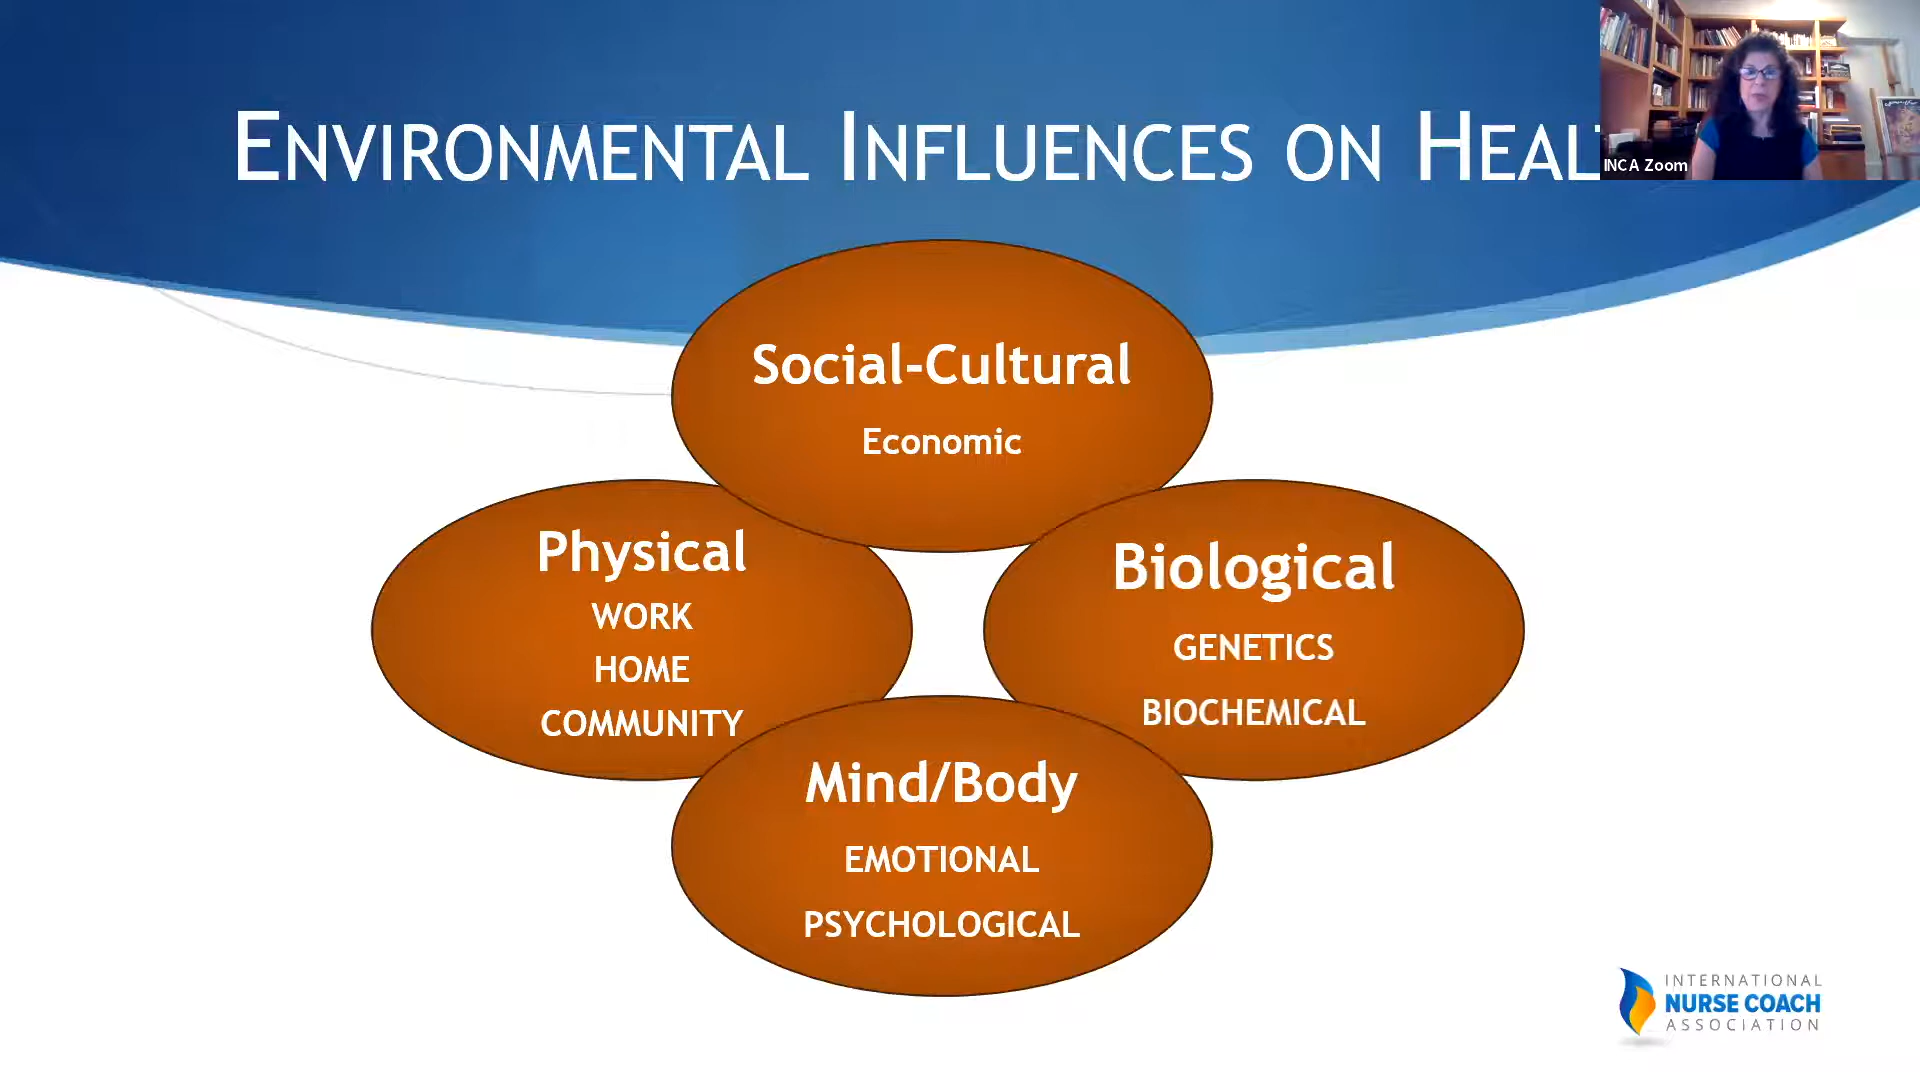 ENVIRONMENTAL INFLUENCES ON HEAL
INCA Zoom
Social-Cultural
Economic
Physical
WORK
HOME
COMMUNITY
Biological
GENETICS
BIOCHEMICAL
Mind/Body
EMOTIONAL
PSYCHOLOGICAL
INTERNATIONAL
NURSE COACH
ASSOCIATION